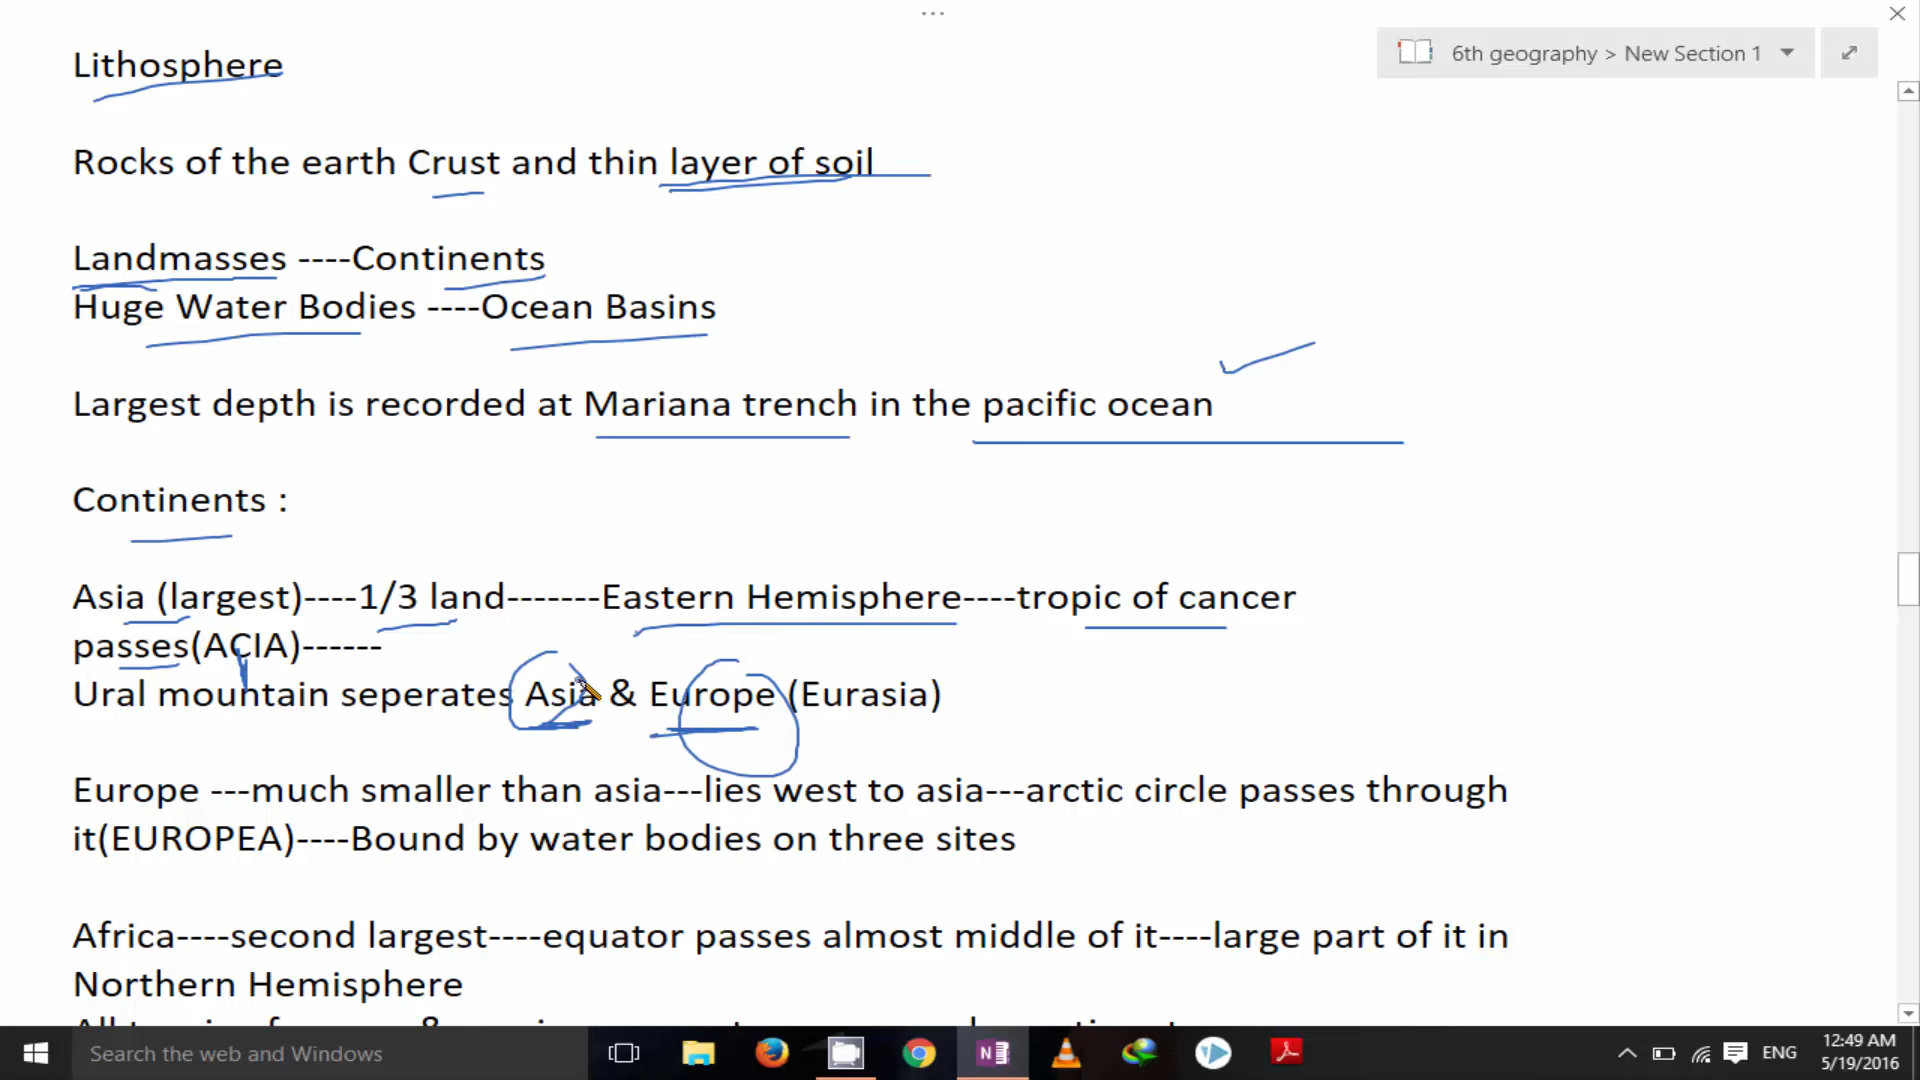 6th geography > New Section 1
Lithosphere
Rocks of the earth Crust and thin layer of soil
Landmasses ----Continents
Huge Water Bodies ----Ocean Basins
Largest depth is recorded at Mariana trench in the pacific ocean
Continents :
Asia (largest)----1/3 land-------Eastern Hemisphere----tropic of cancer
passes(ACIA)------
Ural mountain seperates Asia & Europe (Eurasia)
Europe ---much smaller than asia---lies west to asia---arctic circle passes through
it(EUROPEA)----Bound by water bodies on three sites
Africa----second largest----equator passes almost middle of it----large part of it in
Northern Hemisphere
Search the web and Windows
N
ENG
12:49 AM
5/19/2016